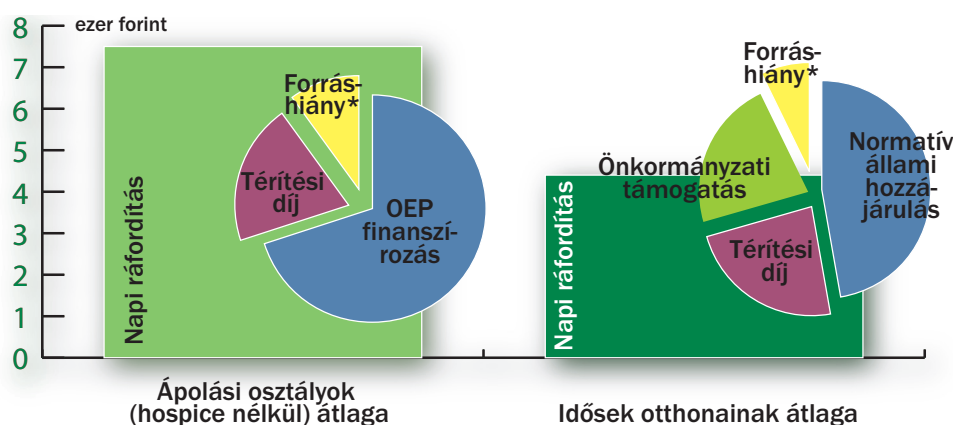 ezer forint
8
7
6
5
4
3
2
1
0
Napi ráfordítás
Forrás-
hiány*
Térítési
díj
OEP
finanszí-
rozás
Ápolási osztályok
(hospice nélkül) átlaga
Napi ráfordítás
Forrás-
hiány*
Önkormányzati
támogatás
Normatív
állami
hozzá-
járulás
Térítési
díj
Idősek otthonainak átlaga